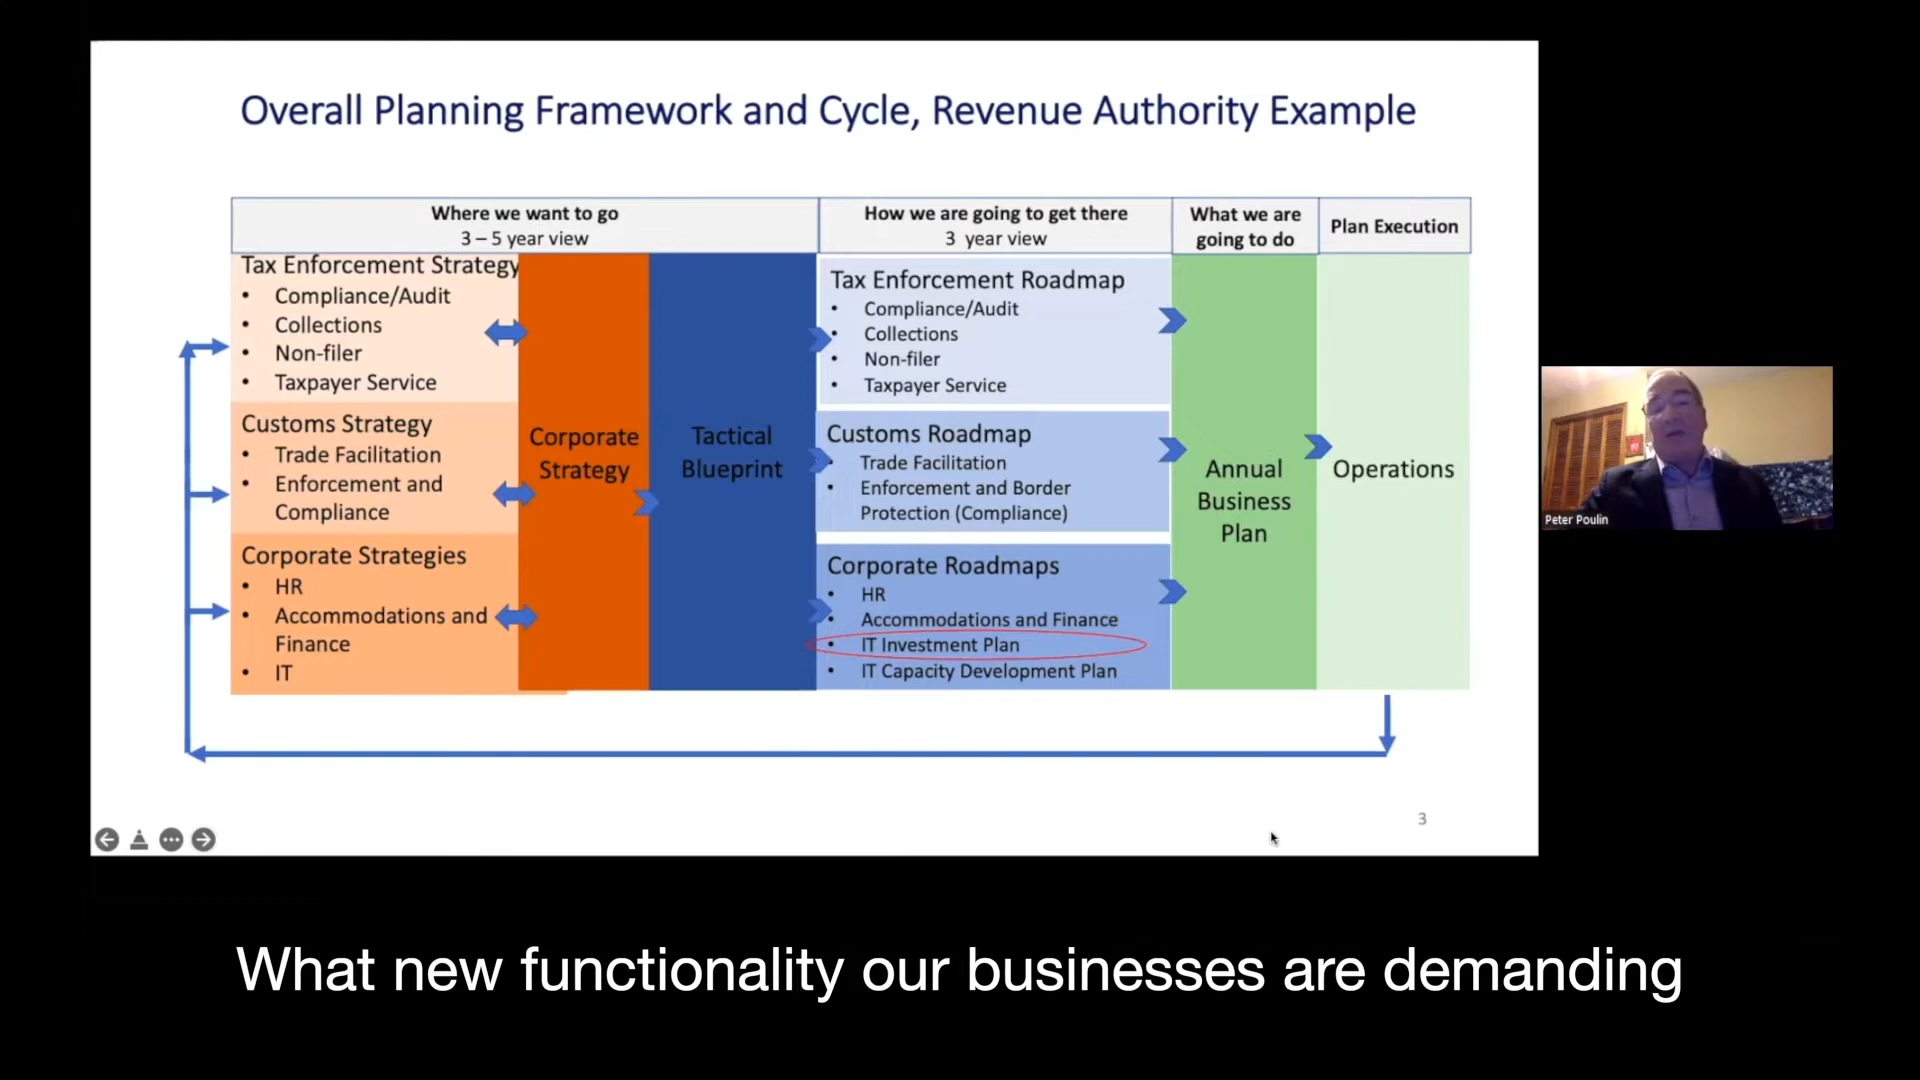 Overall Planning Framework and Cycle, Revenue Authority Example
Where we want to go
3 – 5 year view
How we are going to get there
3 year view
What we are
going to do
Plan Execution
Tax Enforcement Strategy
• Compliance/Audit
• Collections
• Non-filer
• Taxpayer Service
Customs Strategy
• Trade Facilitation
• Enforcement and
Compliance
Corporate Strategies
• HR
• Accommodations and
Finance
• IT
Corporate
Strategy
Tactical
Blueprint
Tax Enforcement Roadmap
• Compliance/Audit
• Collections
• Non-filer
• Taxpayer Service
Customs Roadmap
• Trade Facilitation
• Enforcement and Border
Protection (Compliance)
Corporate Roadmaps
• HR
• Accommodations and Finance
• IT Investment Plan
• IT Capacity Development Plan
Annual
Business
Plan
Operations
3
Peter Poulin
What new functionality our businesses are demanding